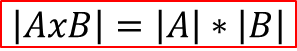 |AxB| = |A| * |B|